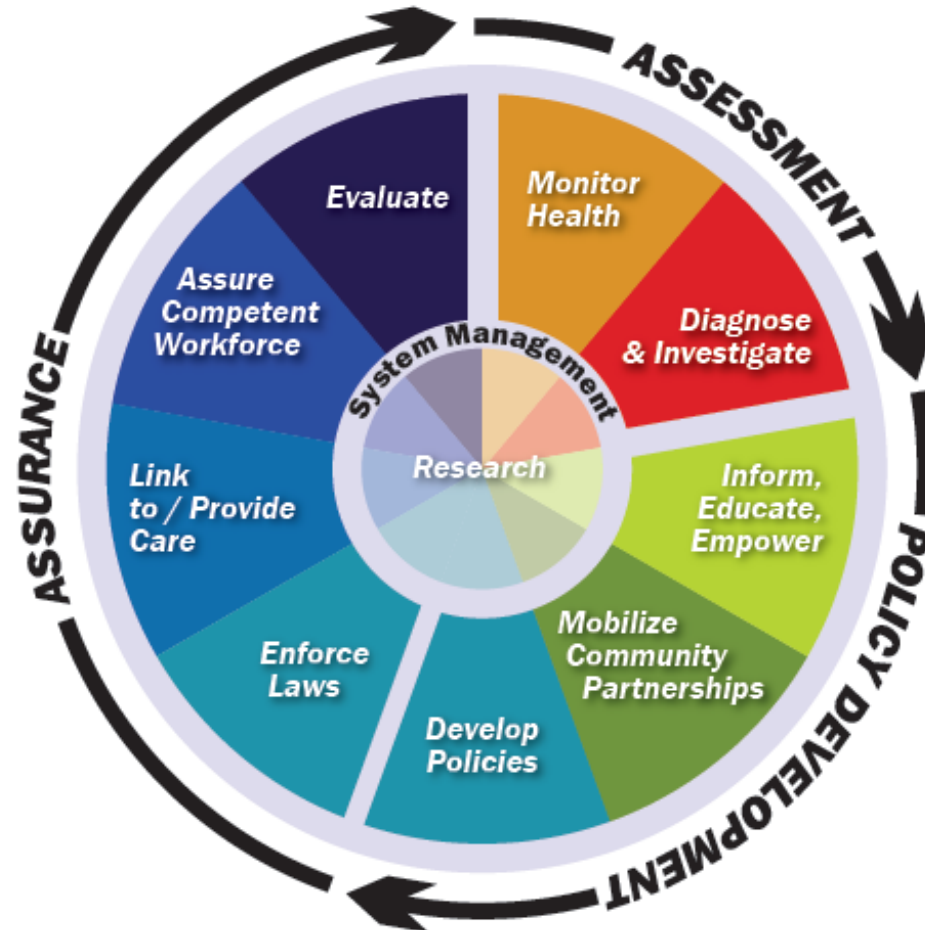 ASSESSMENT
POLICY DEVELOPMENT
ASSURANCE
Monitor
Health
Diagnose
& Investigate
Inform,
Educate,
Empower
Mobilize
Community
Partnerships
Develop
Policies
Enforce
Laws
Link
to / Provide
Care
Assure
Competent
Workforce
Evaluate
System Management
Research